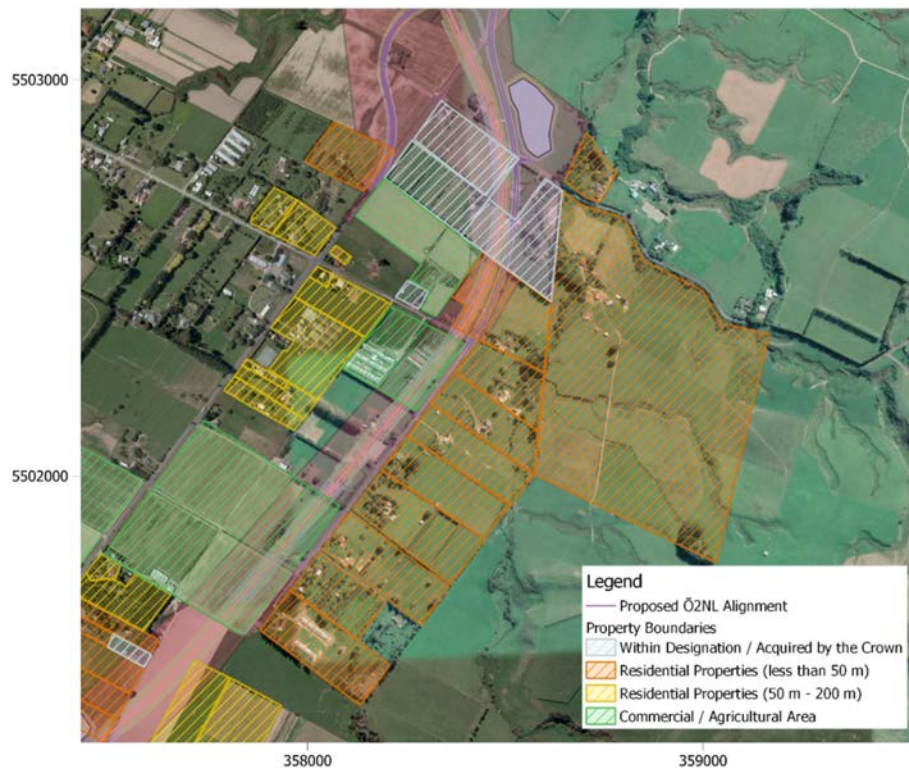 5503000
5502000
Legend
Proposed Ō2NL Alignment
Property Boundaries
Within Designation / Acquired by the Crown
Residential Properties (less than 50 m)
Residential Properties (50 m - 200 m)
Commercial / Agricultural Area
358000
359000